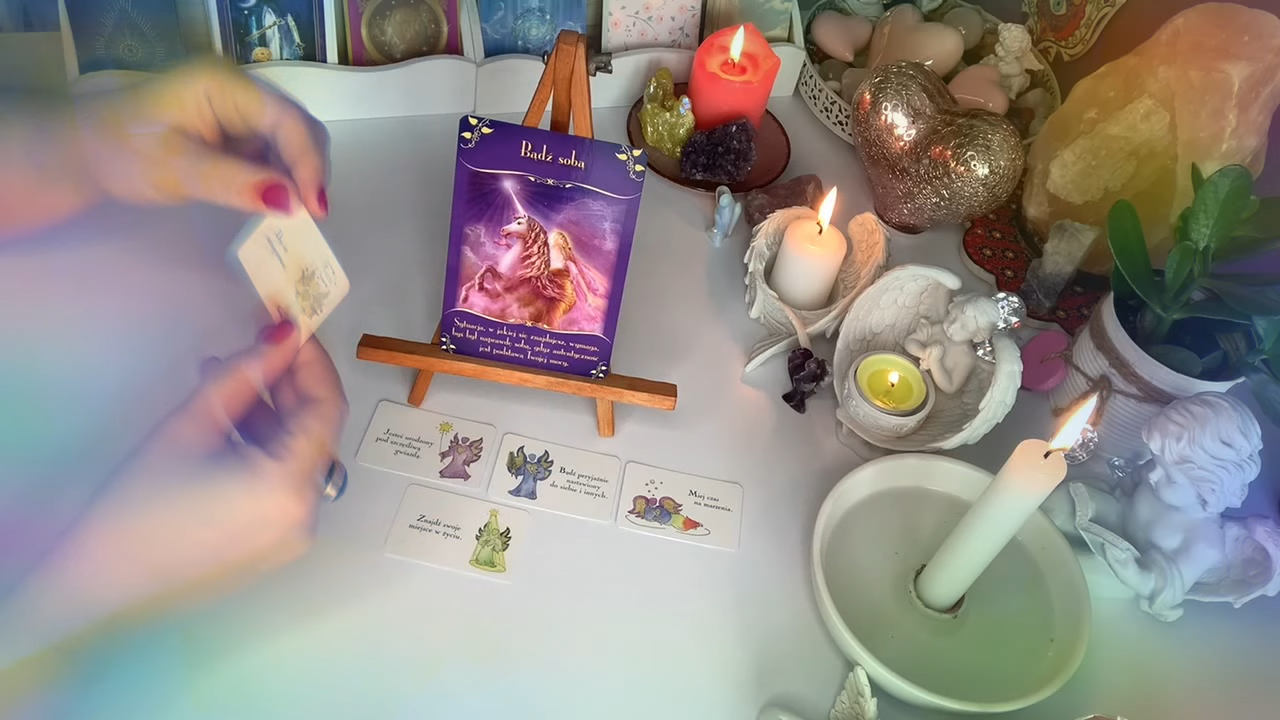 Bądź sobą
Sytuacja, w jakiej się znajdujesz, wymaga,
byś był naprawdę sobą, gdyż autentyczność
jest podstawą Twojej mocy.
Jesteś urodzony
pod szczęśliwą
gwiazdą.
Bądź przyjaźnie
nastawiony
do siebie i innych.
Miej czas
na marzenia.
Znajdź swoje
miejsce w życiu.